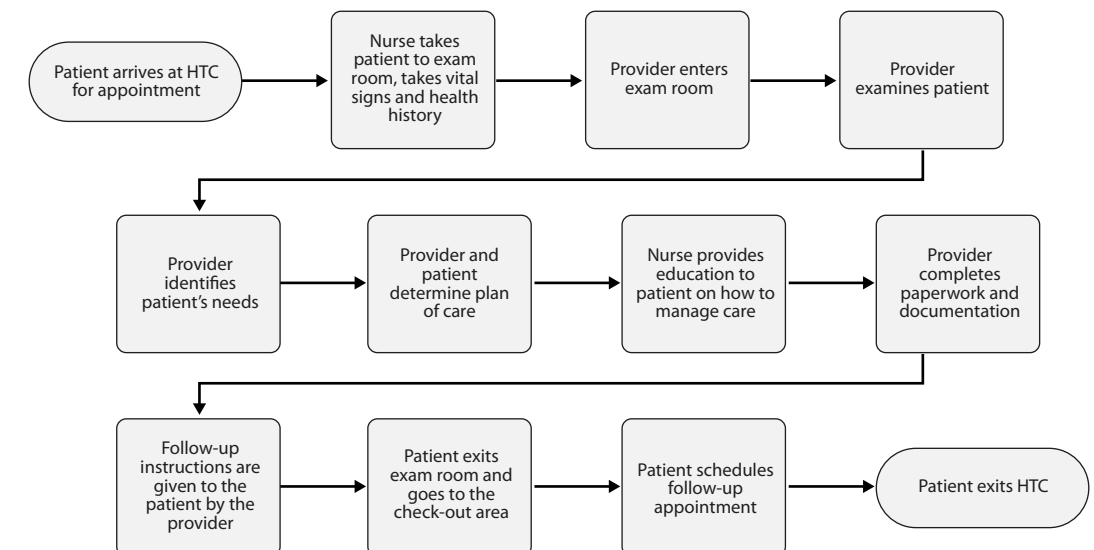 Patient arrives at HTC
for appointment
Nurse takes
patient to exam
room, takes vital
signs and health
history
Provider enters
exam room
Provider
examines patient
Provider
identifies
patient’s needs
Provider and
patient
determine plan
of care
Nurse provides
education to
patient on how to
manage care
Provider
completes
paperwork and
documentation
Follow-up
instructions are
given to the
patient by the
provider
Patient exits
exam room and
goes to the
check-out area
Patient schedules
follow-up
appointment
Patient exits HTC